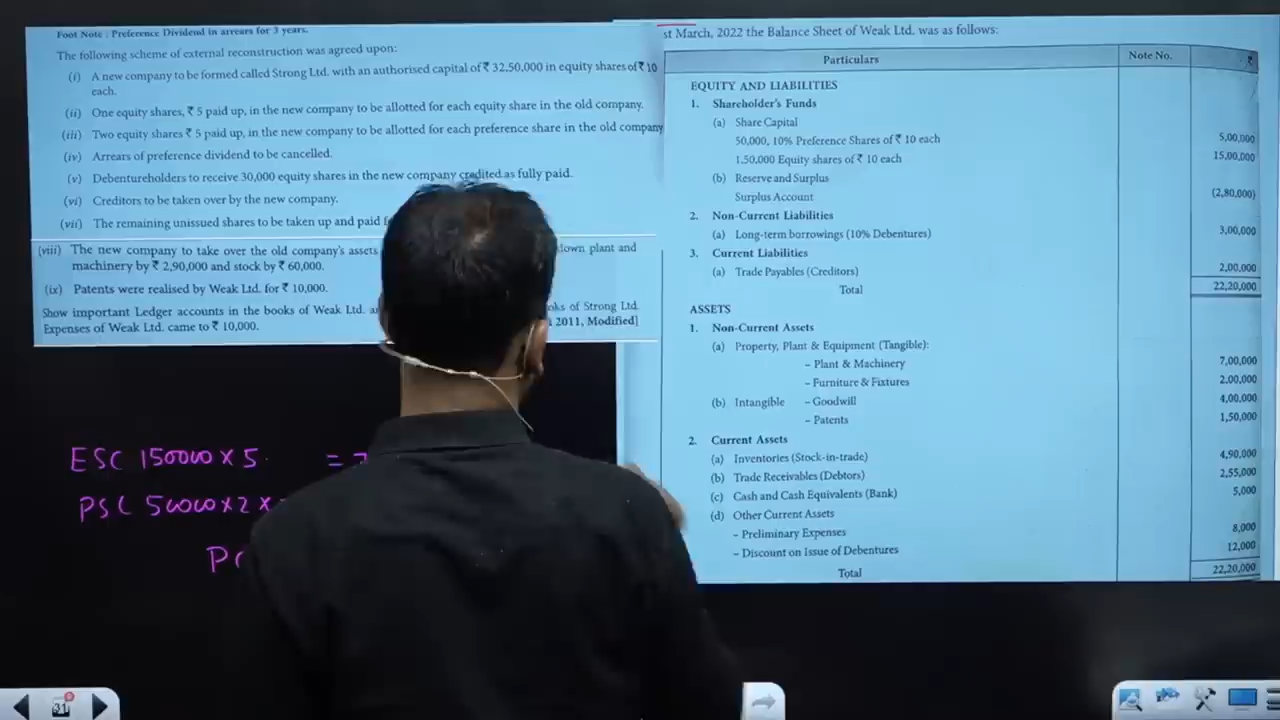 Foot Note : Preference Dividend in arrears for 3 years.
The following scheme of external reconstruction was agreed upon:
(i) A new company to be formed called Strong Ltd. with an authorised capital of ₹ 32,50,000 in equity shares of ₹ 10
each.
(ii) One equity shares, ₹ 5 paid up, in the new company to be allotted for each equity share in the old company.
(iii) Two equity shares ₹ 5 paid up, in the new company to be allotted for each preference share in the old company
(iv) Arrears of preference dividend to be cancelled.
(v) Debentureholders to receive 30,000 equity shares in the new company credited as fully paid.
(vi) Creditors to be taken over by the new company.
(vii) The remaining unissued shares to be taken up and paid
(viii) The new company to take over the old company's assets down plant and
machinery by ₹ 2,90,000 and stock by ₹ 60,000.
(ix) Patents were realised by Weak Ltd. for ₹ 10,000.
Show important Ledger accounts in the books of Weak Ltd. of Strong Ltd.
Expenses of Weak Ltd. came to ₹ 10,000. 2011, Modified]
st March, 2022 the Balance Sheet of Weak Ltd. was as follows:
Particulars Note No. ₹
EQUITY AND LIABILITIES
1. Shareholder's Funds
(a) Share Capital
50,000, 10% Preference Shares of ₹ 10 each 5,00,000
1,50,000 Equity shares of ₹ 10 each 15,00,000
(b) Reserve and Surplus
Surplus Account (2,80,000)
2. Non-Current Liabilities
(a) Long-term borrowings (10% Debentures) 3,00,000
3. Current Liabilities
(a) Trade Payables (Creditors) 2,00,000
Total 22,20,000
ASSETS
1. Non-Current Assets
(a) Property, Plant & Equipment (Tangible):
– Plant & Machinery 7,00,000
– Furniture & Fixtures 2,00,000
(b) Intangible – Goodwill 4,00,000
– Patents 1,50,000
2. Current Assets
(a) Inventories (Stock-in-trade) 4,90,000
(b) Trade Receivables (Debtors) 2,55,000
(c) Cash and Cash Equivalents (Bank) 5,000
(d) Other Current Assets
– Preliminary Expenses 8,000
– Discount on Issue of Debentures 12,000
Total 22,20,000
ESC 150000 × 5 = 7
PSC 50000 × 2 ×
31